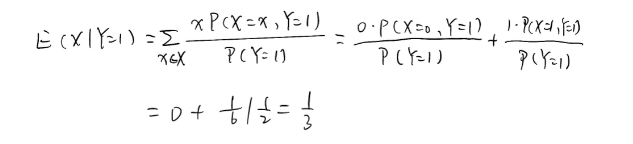 E(X|Y=1) = Σ_{x∈X} xP(X=x, Y=1) / P(Y=1) = 0·P(X=0, Y=1) / P(Y=1) + 1·P(X=1, Y=1) / P(Y=1)
= 0 + 1/6 / 1/2 = 1/3